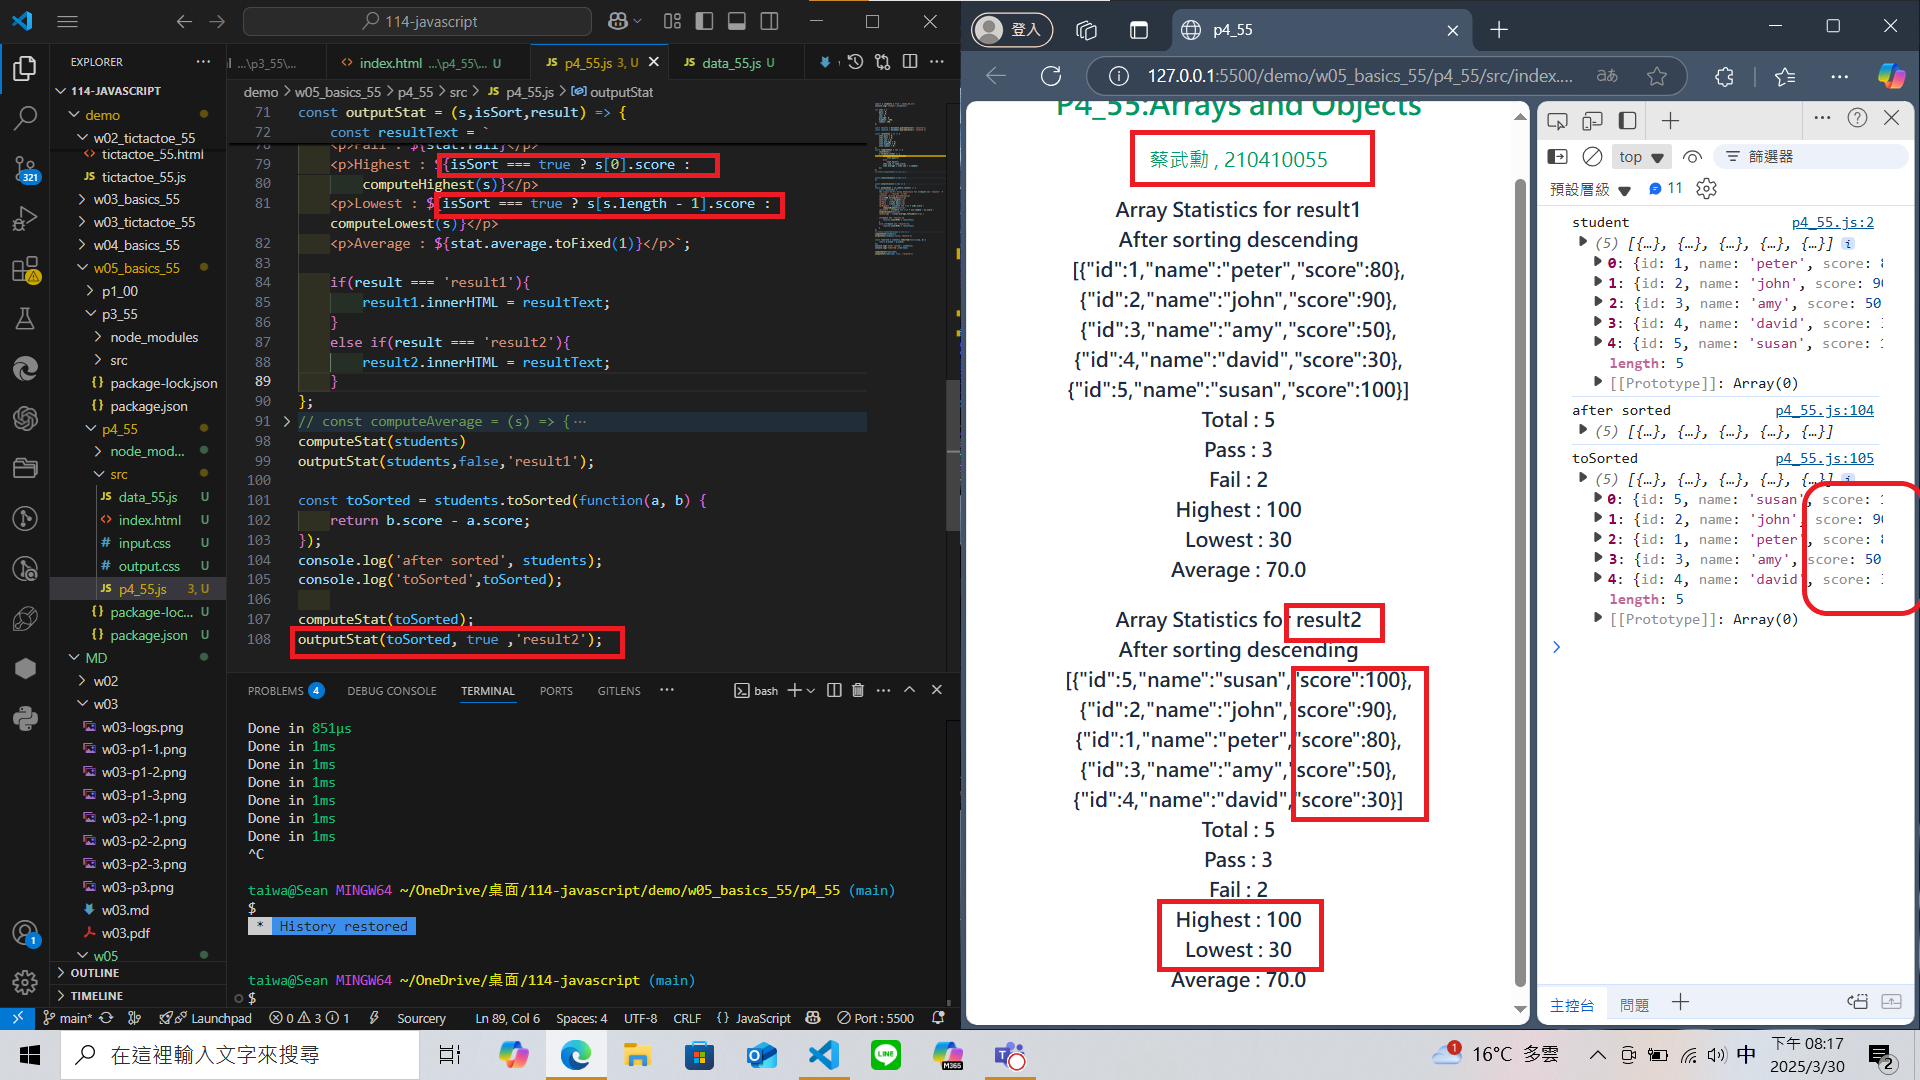 114-javascript
EXPLORER
114-JAVASCRIPT
demo
w02_tictactoe_55
tictactoe_55.html
tictactoe_55.js
w03_basics_55
w03_tictoctoe_55
w04_basics_55
w05_basics_55
p1_00
p3_55
node_modules
src
package-lock.json
package.json
p4_55
node_mod...
src
data_55.js U
index.html U
input.css U
output.css U
p4_55.js 3, U
package-loc... U
package.json U
MD
w02
w03
w03-logs.png
w03-p1-1.png
w03-p1-2.png
w03-p1-3.png
w03-p2-1.png
w03-p2-2.png
w03-p2-3.png
w03-p3.png
w03.md
w03.pdf
w05
OUTLINE
TIMELINE
321
1
...\p3_55\...
index.html ...\p4_55\... U
p4_55.js 3, U
data_55.js U
demo > w05_basics_55 > p4_55 > src > JS p4_55.js > outputStat
71 const outputStat = (s,isSort,result) => {
72 const resultText = `
78 <p>Fail : ${stat.fail}</p>
79 <p>Highest : ${isSort === true ? s[0].score :
80 computeHighest(s)}</p>
81 <p>Lowest : ${isSort === true ? s[s.length - 1].score :
computeLowest(s)}</p>
82 <p>Average : ${stat.average.toFixed(1)}</p>`;
83
84 if(result === 'result1'){
85 result1.innerHTML = resultText;
86 }
87 else if(result === 'result2'){
88 result2.innerHTML = resultText;
89 }
90 };
91 // const computeAverage = (s) => {···
98 computeStat(students)
99 outputStat(students,false,'result1');
100
101 const toSorted = students.toSorted(function(a, b) {
102 return b.score - a.score;
103 });
104 console.log('after sorted', students);
105 console.log('toSorted',toSorted);
106
107 computeStat(toSorted);
108 outputStat(toSorted, true ,'result2');
PROBLEMS 4 DEBUG CONSOLE TERMINAL PORTS GITLENS
bash
Done in 851µs
Done in 1ms
Done in 1ms
Done in 1ms
Done in 1ms
Done in 1ms
Done in 1ms
^C
taiwa@Sean MINGW64 ~/OneDrive/桌面/114-javascript/demo/w05_basics_55/p4_55 (main)
$
* History restored
taiwa@Sean MINGW64 ~/OneDrive/桌面/114-javascript (main)
$
main* Launchpad 0 3 1 Sourcery Ln 89, Col 6 Spaces: 4 UTF-8 CRLF {} JavaScript Port : 5500
登入
p4_55
127.0.0.1:5500/demo/w05_basics_55/p4_55/src/index....
P4_55:Arrays and Objects
蔡武勳 , 210410055
Array Statistics for result1
After sorting descending
[{"id":1,"name":"peter","score":80},
{"id":2,"name":"john","score":90},
{"id":3,"name":"amy","score":50},
{"id":4,"name":"david","score":30},
{"id":5,"name":"susan","score":100}]
Total : 5
Pass : 3
Fail : 2
Highest : 100
Lowest : 30
Average : 70.0
Array Statistics for result2
After sorting descending
[{"id":5,"name":"susan","score":100},
{"id":2,"name":"john","score":90},
{"id":1,"name":"peter","score":80},
{"id":3,"name":"amy","score":50},
{"id":4,"name":"david","score":30}]
Total : 5
Pass : 3
Fail : 2
Highest : 100
Lowest : 30
Average : 70.0
top
篩選器
預設層級
11
student p4_55.js:2
(5) [{…}, {…}, {…}, {…}, {…}]
0: {id: 1, name: 'peter', score: 8
1: {id: 2, name: 'john', score: 90
2: {id: 3, name: 'amy', score: 50
3: {id: 4, name: 'david', score:
4: {id: 5, name: 'susan', score: 1
length: 5
[[Prototype]]: Array(0)
after sorted p4_55.js:104
(5) [{…}, {…}, {…}, {…}, {…}]
toSorted p4_55.js:105
(5) [{…}, {…}, {…}, {…}, {…}]
0: {id: 5, name: 'susan', score: 1
1: {id: 2, name: 'john', score: 90
2: {id: 1, name: 'peter', score: 8
3: {id: 3, name: 'amy', score: 50
4: {id: 4, name: 'david', score:
length: 5
[[Prototype]]: Array(0)
主控台 問題
在這裡輸入文字來搜尋
LINE
M365
1
16°C 多雲
中
下午 08:17
2025/3/30
2